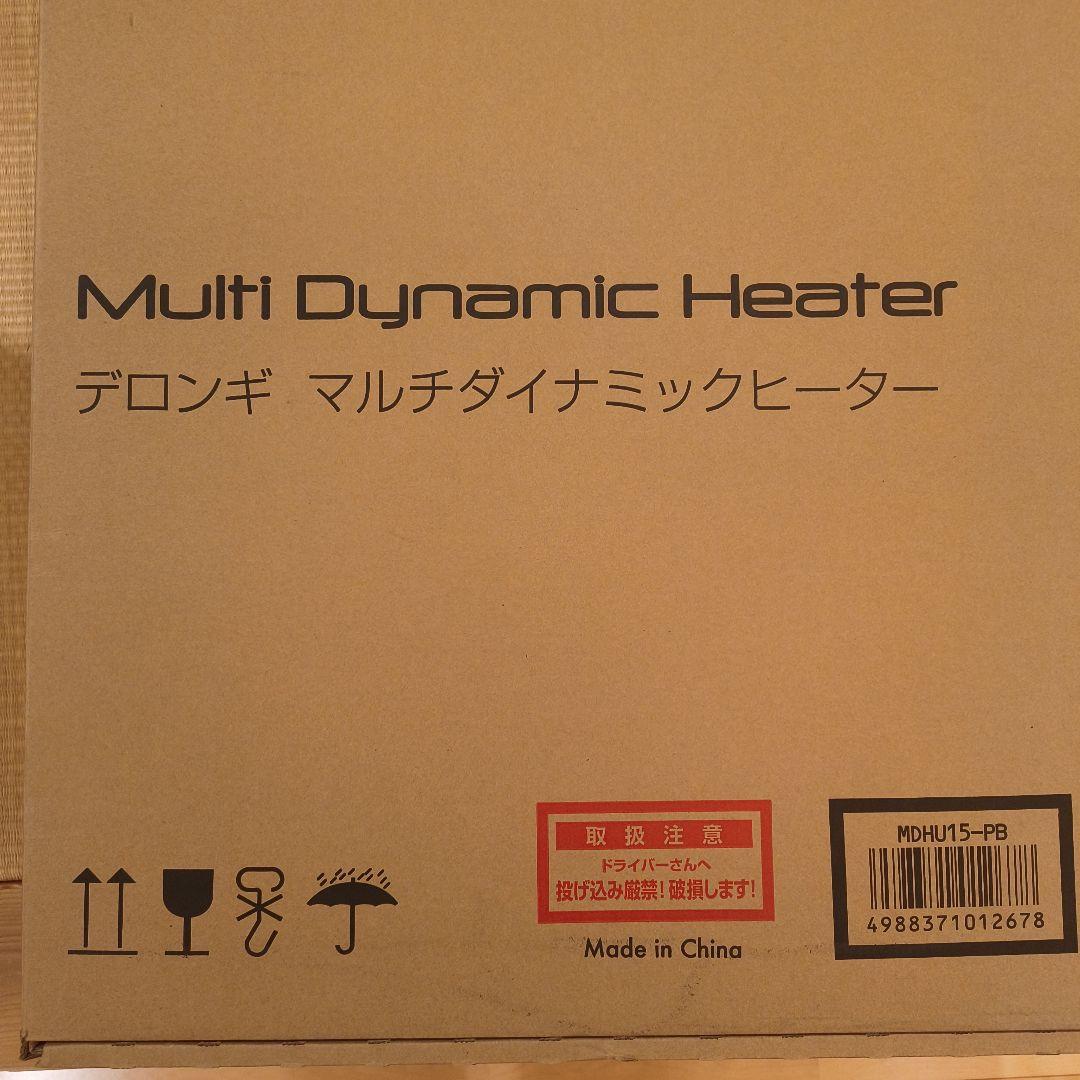 Multi Dynamic Heater
デロンギ マルチダイナミックヒーター
取扱注意
ドライバーさんへ
投げ込み厳禁!破損します!
Made in China
MDHU15-PB
4988371012678